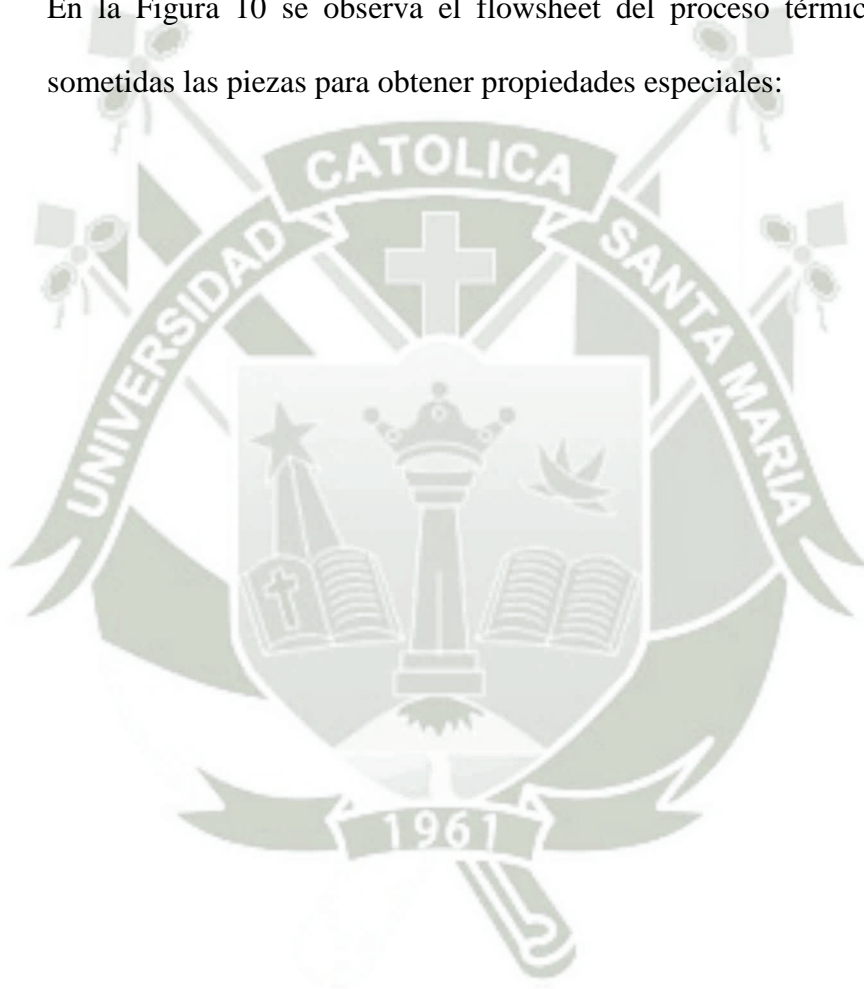 En la Figura 10 se observa el flowsheet del proceso térmic
sometidas las piezas para obtener propiedades especiales:
UNIVERSIDAD CATOLICA SANTA MARIA
1961